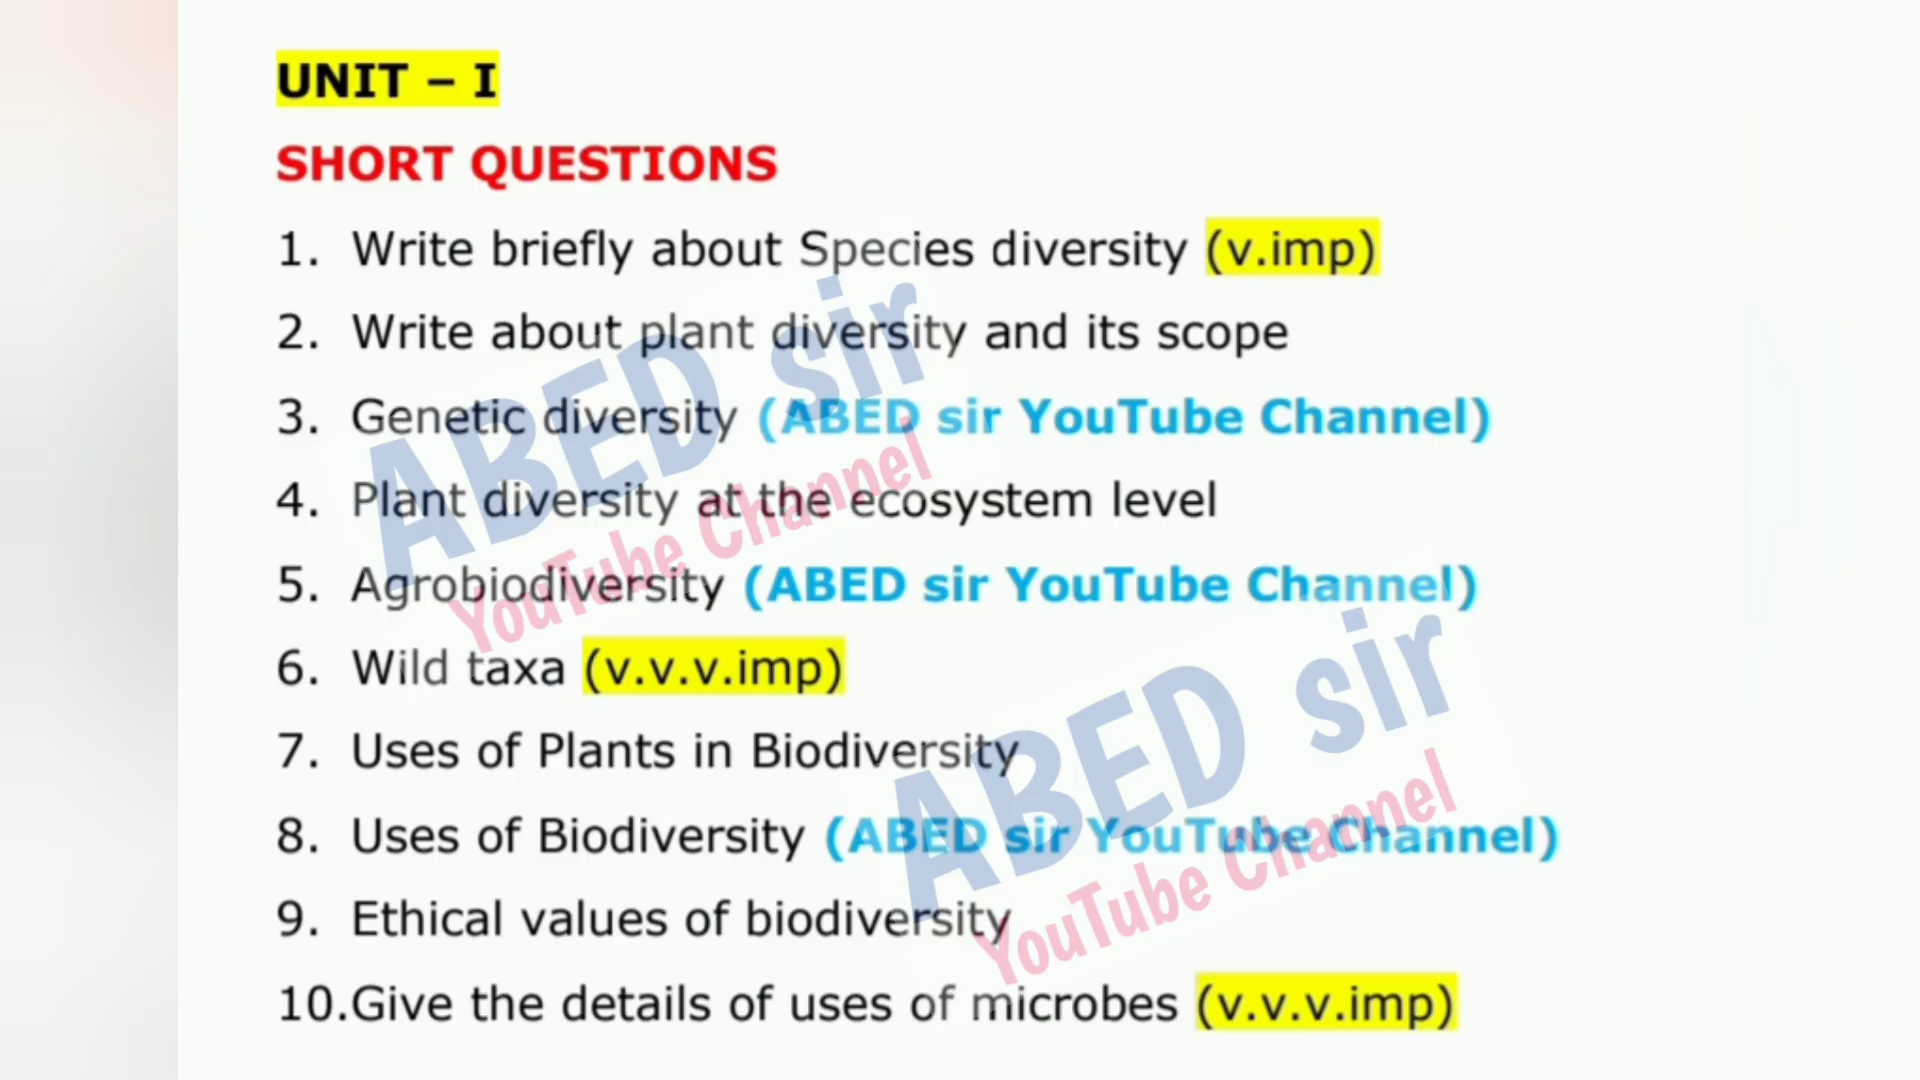 UNIT – I
SHORT QUESTIONS
1. Write briefly about Species diversity (v.imp)
2. Write about plant diversity and its scope
3. Genetic diversity (ABED sir YouTube Channel)
4. Plant diversity at the ecosystem level
5. Agrobiodiversity (ABED sir YouTube Channel)
6. Wild taxa (v.v.v.imp)
7. Uses of Plants in Biodiversity
8. Uses of Biodiversity (ABED sir YouTube Channel)
9. Ethical values of biodiversity
10.Give the details of uses of microbes (v.v.v.imp)
ABED sir
YouTube Channel
ABED sir
YouTube Channel